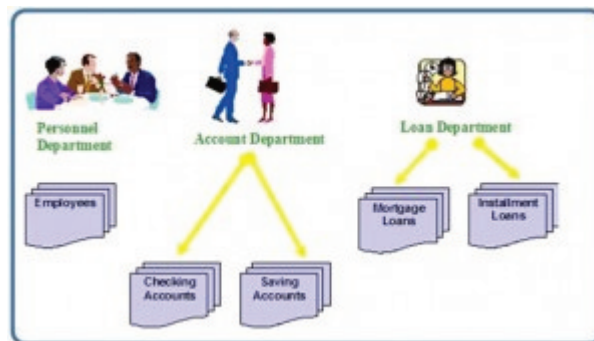 Personnel
Department
Account Department
Loan Department
Employees
Mortgage
Loans
Installment
Loans
Checking
Accounts
Saving
Accounts